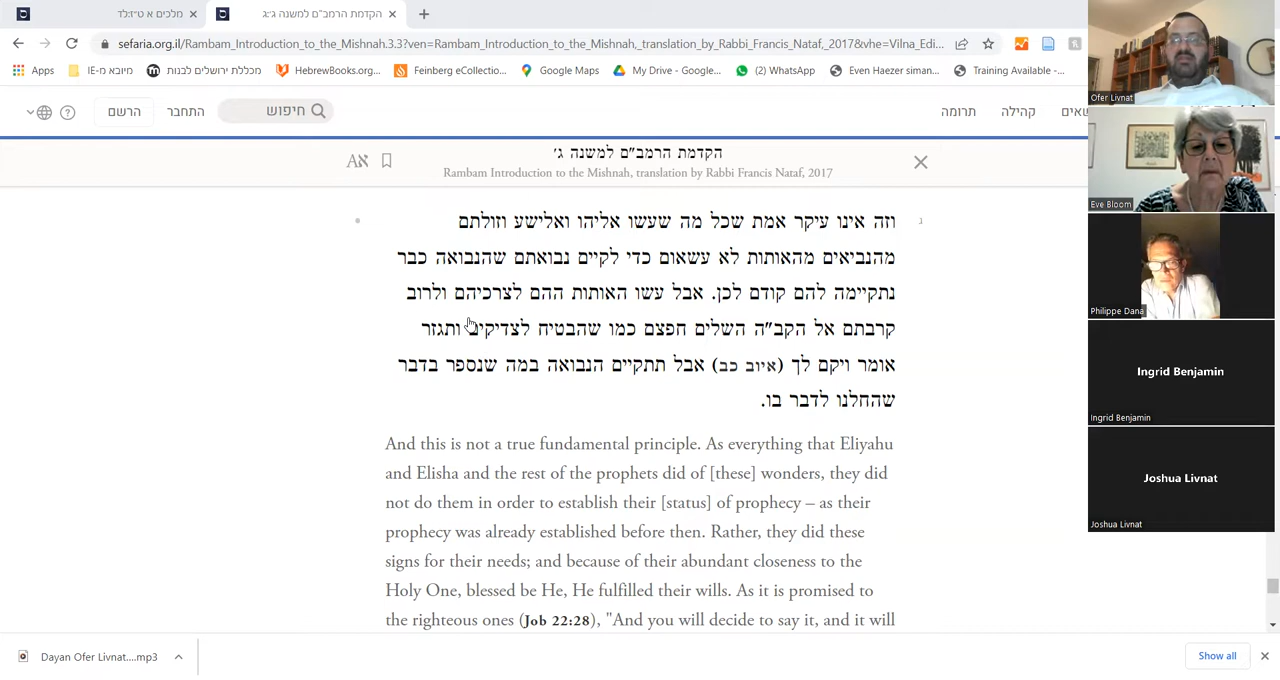 מלכים א ט״ז:לד
הקדמת הרמב״ם למשנה ג׳:ג
sefaria.org.il/Rambam_Introduction_to_the_Mishnah.3.3?ven=Rambam_Introduction_to_the_Mishnah,_translation_by_Rabbi_Francis_Nataf,_2017&vhe=Vilna_Edi...
Apps
מיובא מ-IE
מכללת ירושלים לבנות
HebrewBooks.org...
Feinberg eCollectio...
Google Maps
My Drive - Google...
(2) WhatsApp
Even Haezer siman...
Training Available -...
הרשם
התחבר
חיפוש
תרומה
קהילה
הקדמת הרמב״ם למשנה ג׳
Rambam Introduction to the Mishnah, translation by Rabbi Francis Nataf, 2017
וזה אינו עיקר אמת שכל מה שעשו אליהו ואלישע וזולתם
מהנביאים מהאותות לא עשאום כדי לקיים נבואתם שהנבואה כבר
נתקיימה להם קודם לכן. אבל עשו האותות ההם לצרכיהם ולרוב
קרבתם אל הקב״ה השלים חפצם כמו שהבטיח לצדיקים ותגזר
אומר ויקם לך (איוב כב) אבל תתקיים הנבואה במה שנספר בדבר
שהחלנו לדבר בו.
And this is not a true fundamental principle. As everything that Eliyahu
and Elisha and the rest of the prophets did of [these] wonders, they did
not do them in order to establish their [status] of prophecy – as their
prophecy was already established before then. Rather, they did these
signs for their needs; and because of their abundant closeness to the
Holy One, blessed be He, He fulfilled their wills. As it is promised to
the righteous ones (Job 22:28), "And you will decide to say it, and it will
Dayan Ofer Livnat....mp3
Show all
Ofer Livnat
Eve Bloom
Philippe Dana
Ingrid Benjamin
Ingrid Benjamin
Joshua Livnat
Joshua Livnat